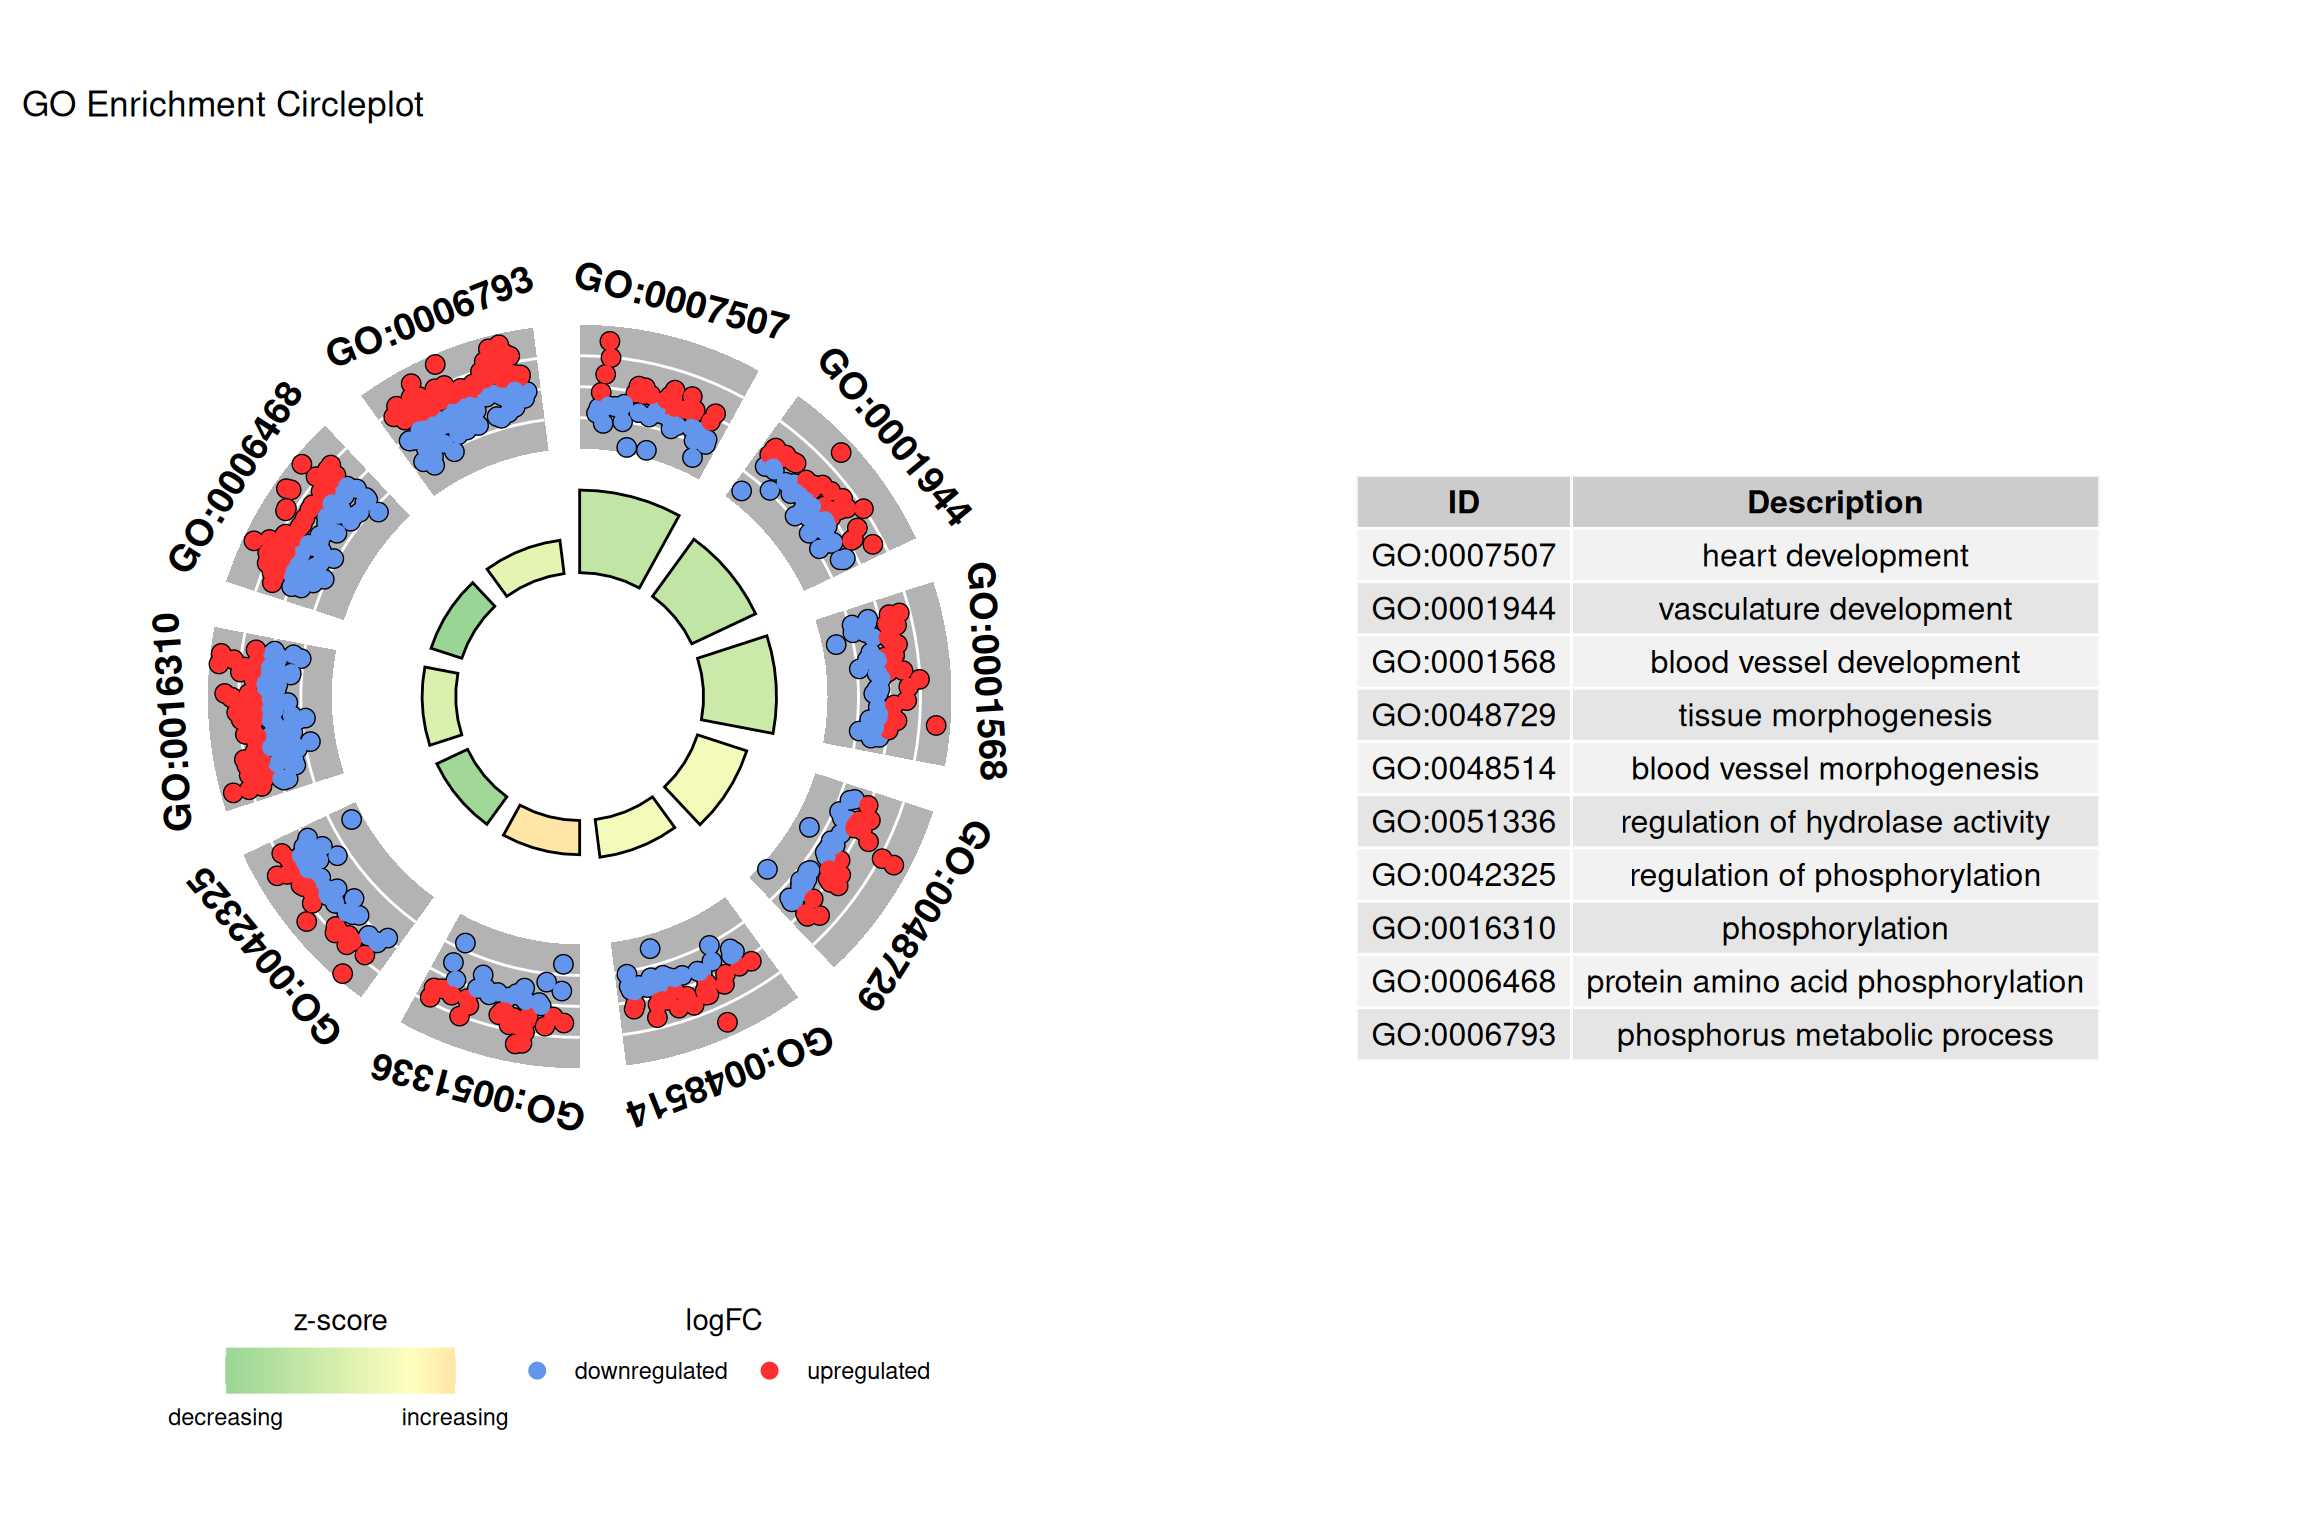 GO Enrichment Circleplot
GO:0007507
GO:0001944
GO:0001568
GO:0048729
GO:0048514
GO:0051336
GO:0042325
GO:0016310
GO:0006468
GO:0006793
ID Description
GO:0007507 heart development
GO:0001944 vasculature development
GO:0001568 blood vessel development
GO:0048729 tissue morphogenesis
GO:0048514 blood vessel morphogenesis
GO:0051336 regulation of hydrolase activity
GO:0042325 regulation of phosphorylation
GO:0016310 phosphorylation
GO:0006468 protein amino acid phosphorylation
GO:0006793 phosphorus metabolic process
z-score
decreasing increasing
logFC
downregulated upregulated